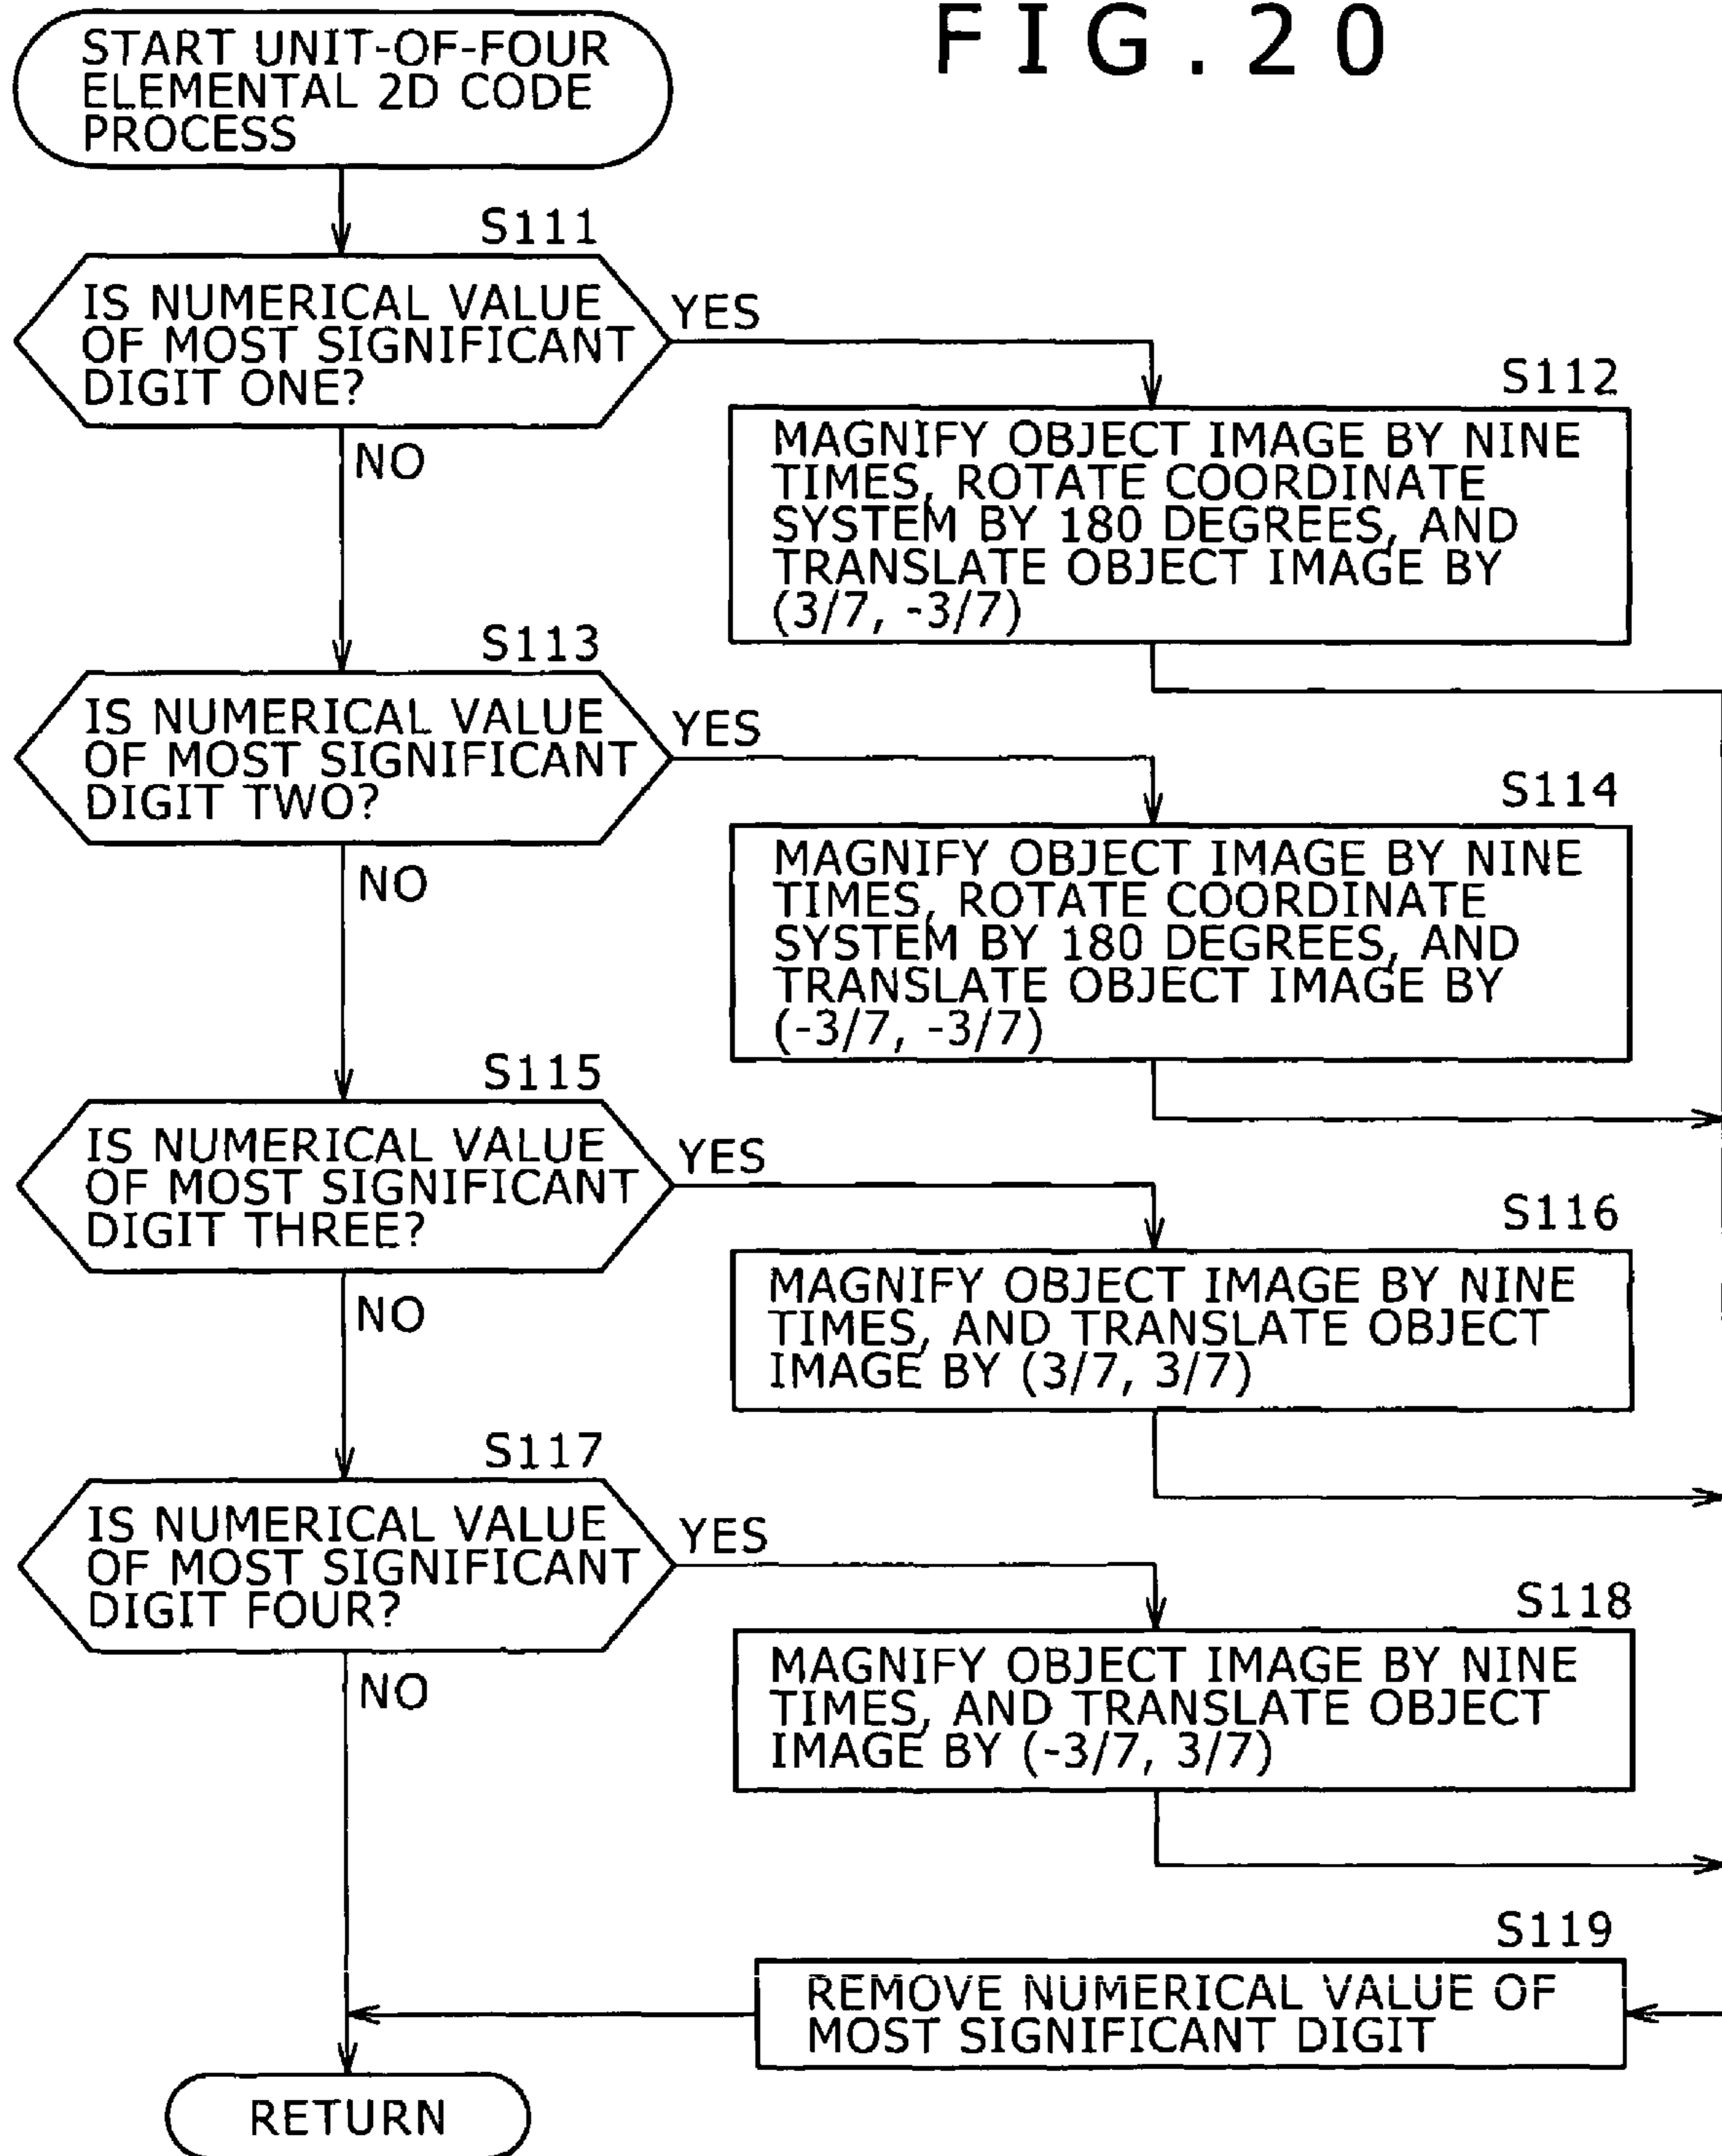 FIG.20
START UNIT-OF-FOUR
ELEMENTAL 2D CODE
PROCESS
S111
IS NUMERICAL VALUE
OF MOST SIGNIFICANT
DIGIT ONE?
YES
NO
S112
MAGNIFY OBJECT IMAGE BY NINE
TIMES, ROTATE COORDINATE
SYSTEM BY 180 DEGREES, AND
TRANSLATE OBJECT IMAGE BY
(3/7, -3/7)
S113
IS NUMERICAL VALUE
OF MOST SIGNIFICANT
DIGIT TWO?
YES
NO
S114
MAGNIFY OBJECT IMAGE BY NINE
TIMES, ROTATE COORDINATE
SYSTEM BY 180 DEGREES, AND
TRANSLATE OBJECT IMAGE BY
(-3/7, -3/7)
S115
IS NUMERICAL VALUE
OF MOST SIGNIFICANT
DIGIT THREE?
YES
NO
S116
MAGNIFY OBJECT IMAGE BY NINE
TIMES, AND TRANSLATE OBJECT
IMAGE BY (3/7, 3/7)
S117
IS NUMERICAL VALUE
OF MOST SIGNIFICANT
DIGIT FOUR?
YES
NO
S118
MAGNIFY OBJECT IMAGE BY NINE
TIMES, AND TRANSLATE OBJECT
IMAGE BY (-3/7, 3/7)
S119
REMOVE NUMERICAL VALUE OF
MOST SIGNIFICANT DIGIT
RETURN